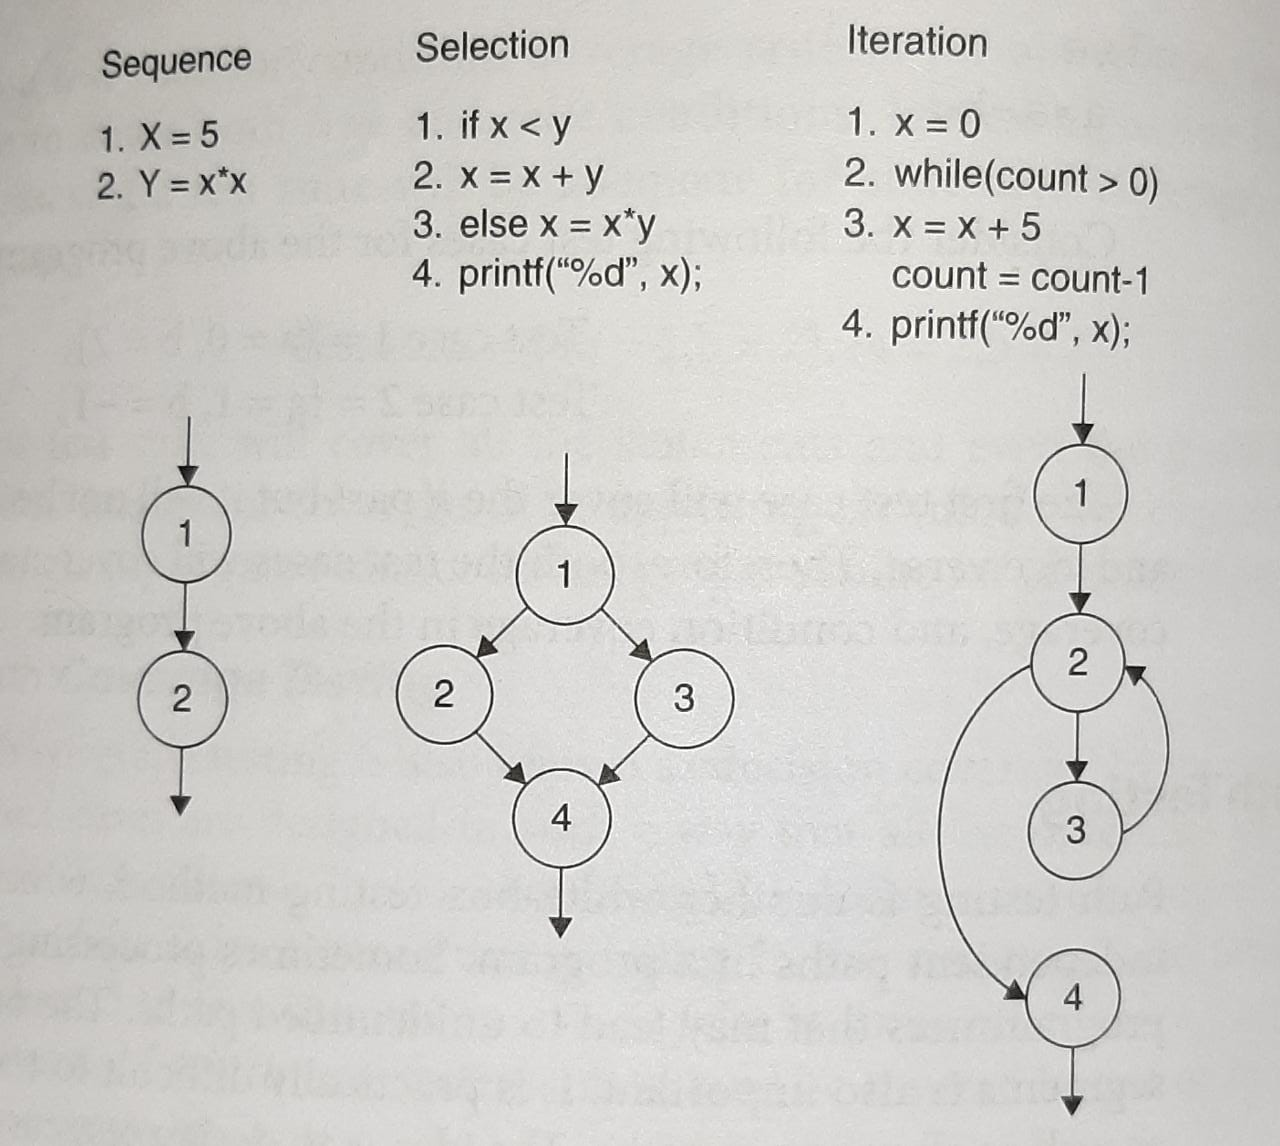 Sequence
1. X = 5
2. Y = x*x
Selection
1. if x < y
2. x = x + y
3. else x = x*y
4. printf(“%d”, x);
Iteration
1. x = 0
2. while(count > 0)
3. x = x + 5
count = count-1
4. printf(“%d”, x);
1
2
1
2
3
4
1
2
3
4